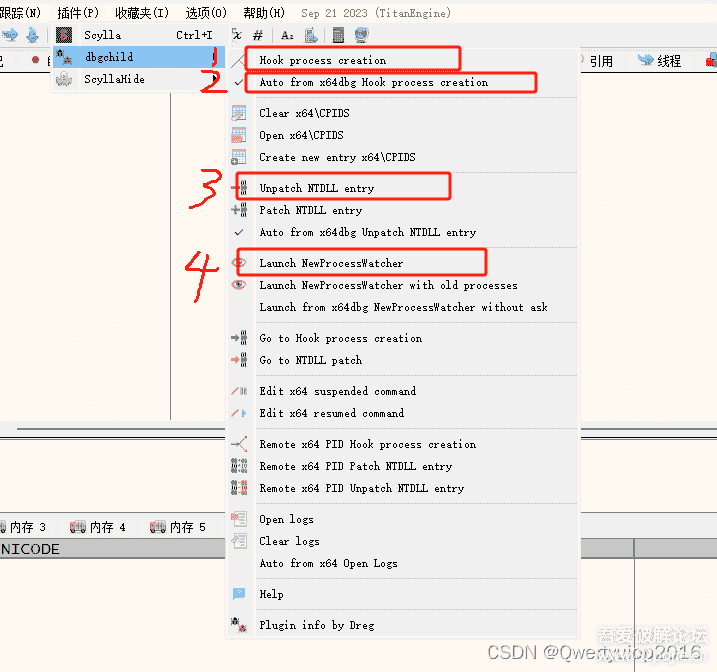 跟踪(N) 插件(P) 收藏夹(I) 选项(O) 帮助(H) Sep 21 2023 (TitanEngine)
Scylla Ctrl+I
dbgchild
ScyllaHide
引用 线程
1
2
3
4
Hook process creation
Auto from x64dbg Hook process creation
Clear x64\CPIDS
Open x64\CPIDS
Create new entry x64\CPIDS
Unpatch NTDLL entry
Patch NTDLL entry
Auto from x64dbg Unpatch NTDLL entry
Launch NewProcessWatcher
Launch NewProcessWatcher with old processes
Launch from x64dbg NewProcessWatcher without ask
Go to Hook process creation
Go to NTDLL patch
Edit x64 suspended command
Edit x64 resumed command
Remote x64 PID Hook process creation
Remote x64 PID Patch NTDLL entry
Remote x64 PID Unpatch NTDLL entry
Open logs
Clear logs
Auto from x64 Open Logs
Help
Plugin info by Dreg
内存 3 内存 4 内存 5
NICODE
吾爱破解论坛
CSDN @Qwertyuiop2016